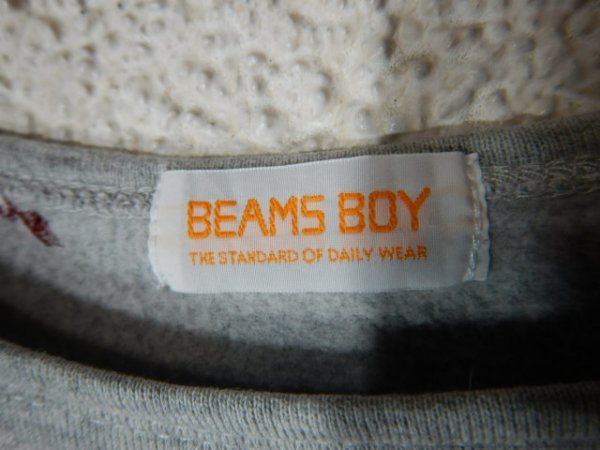 BEAMS BOY
THE STANDARD OF DAILY WEAR